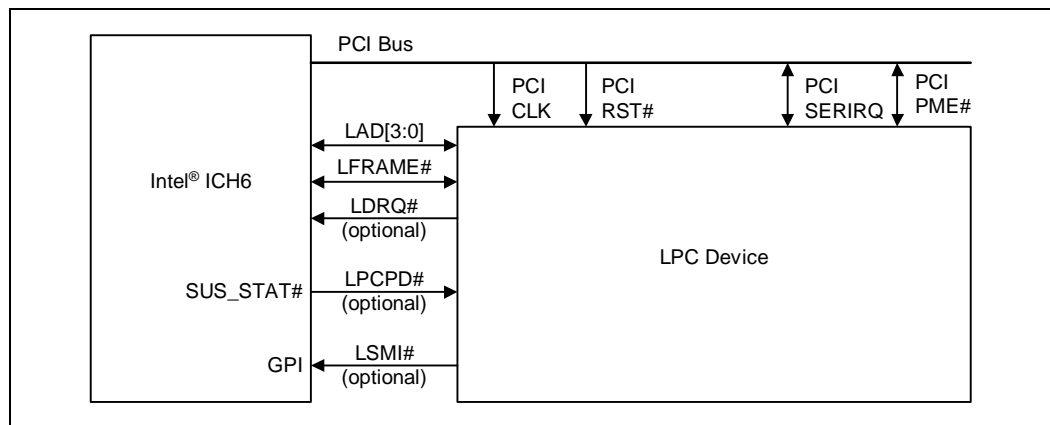 PCI Bus
PCI
CLK
PCI
RST#
PCI
SERIRQ
PCI
PME#
LAD[3:0]
LFRAME#
Intel® ICH6
LDRQ#
(optional)
LPC Device
SUS_STAT#
LPCPD#
(optional)
GPI
LSMI#
(optional)